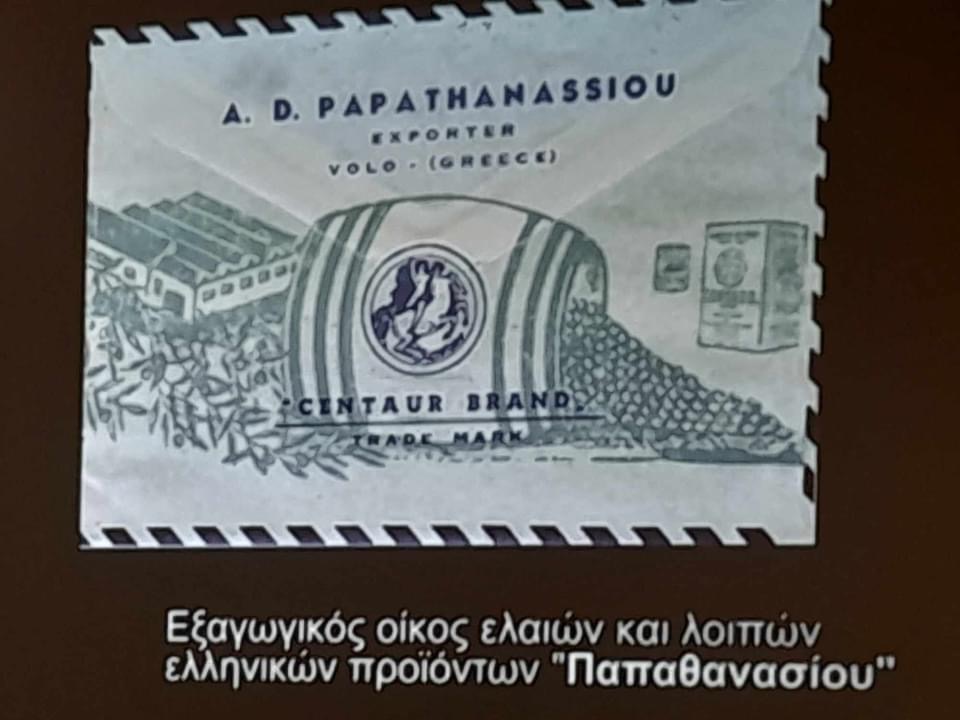 A. D. PAPATHANASSIOU
EXPORTER
VOLO - (GREECE)
"CENTAUR BRAND"
TRADE MARK
Εξαγωγικός οίκος ελαιών και λοιπών
ελληνικών προϊόντων "Παπαθανασίου"